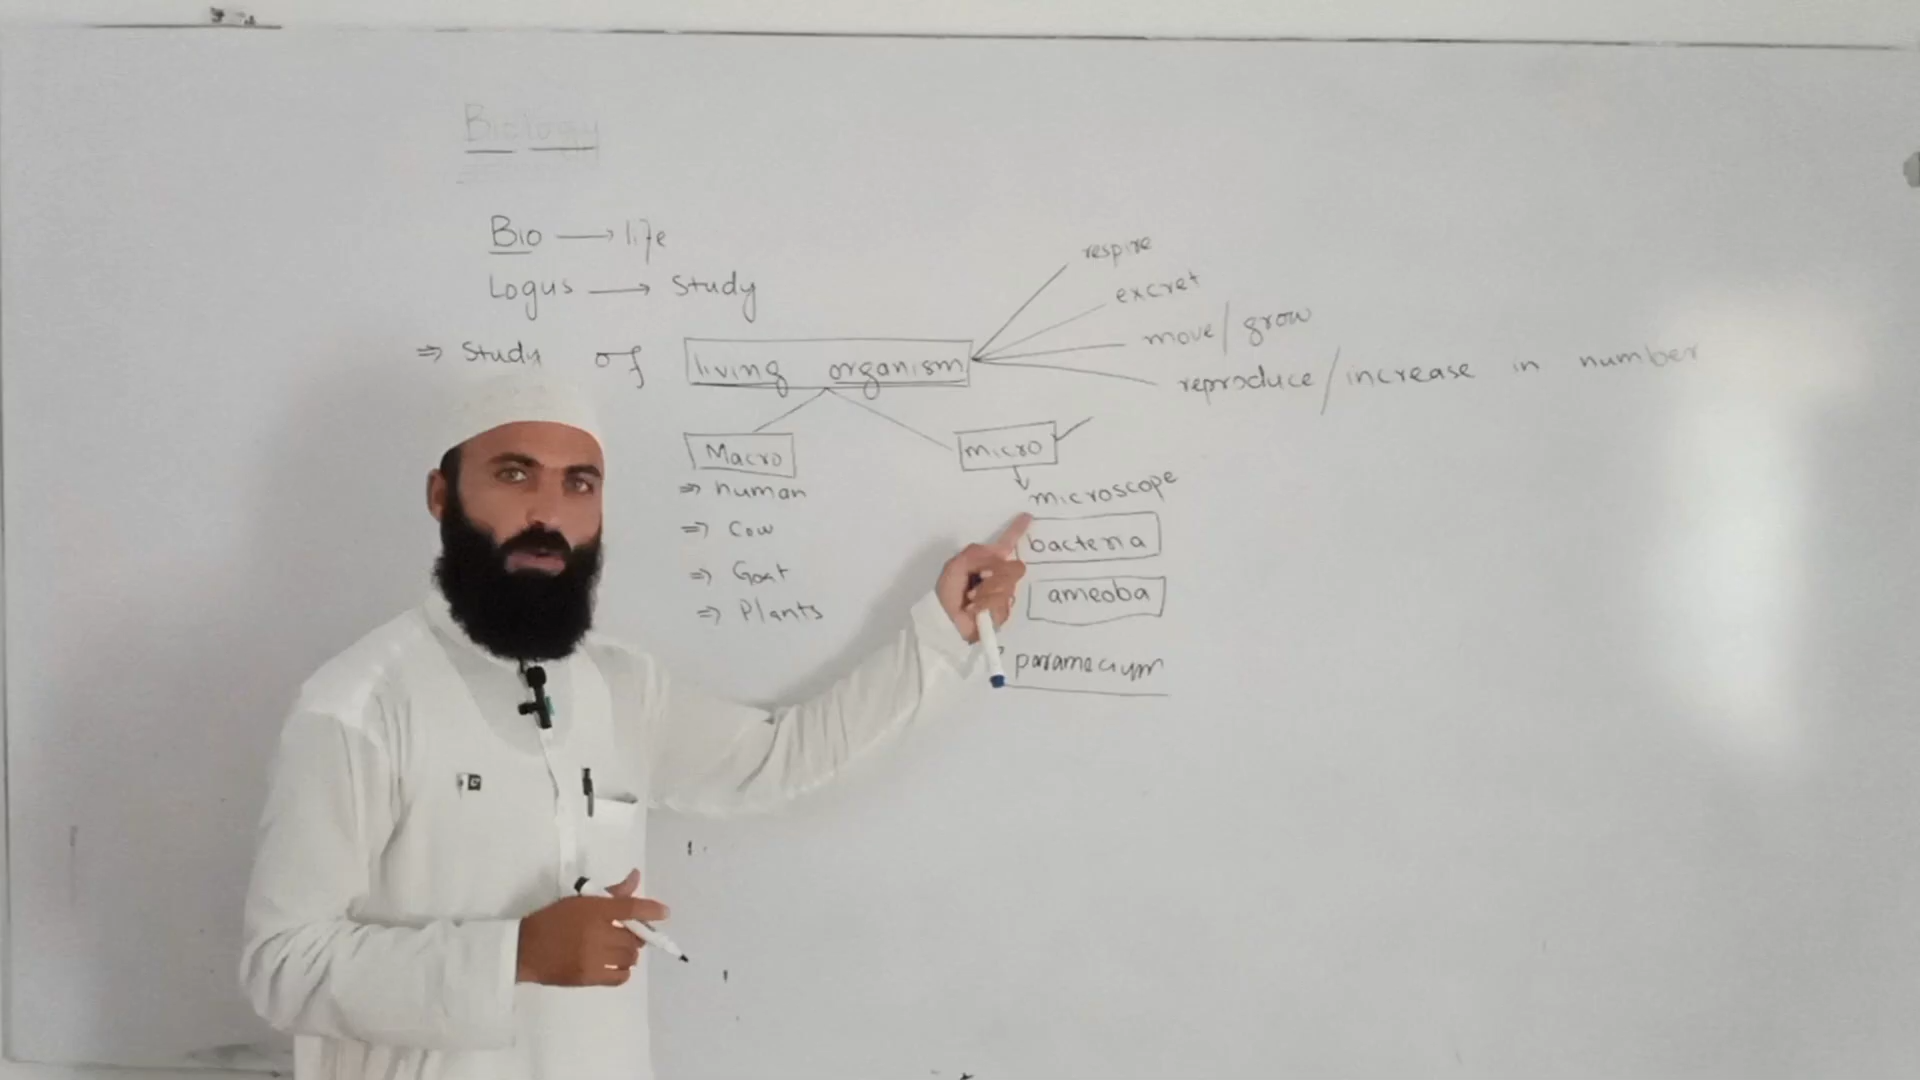 Biology
Bio → life
Logus → Study
⇒ Study of living organism
respire
excret
move/grow
reproduce/increase in number
Macro
⇒ human
⇒ Cow
⇒ Goat
⇒ Plants
micro
microscope
bacteria
ameoba
paramecium